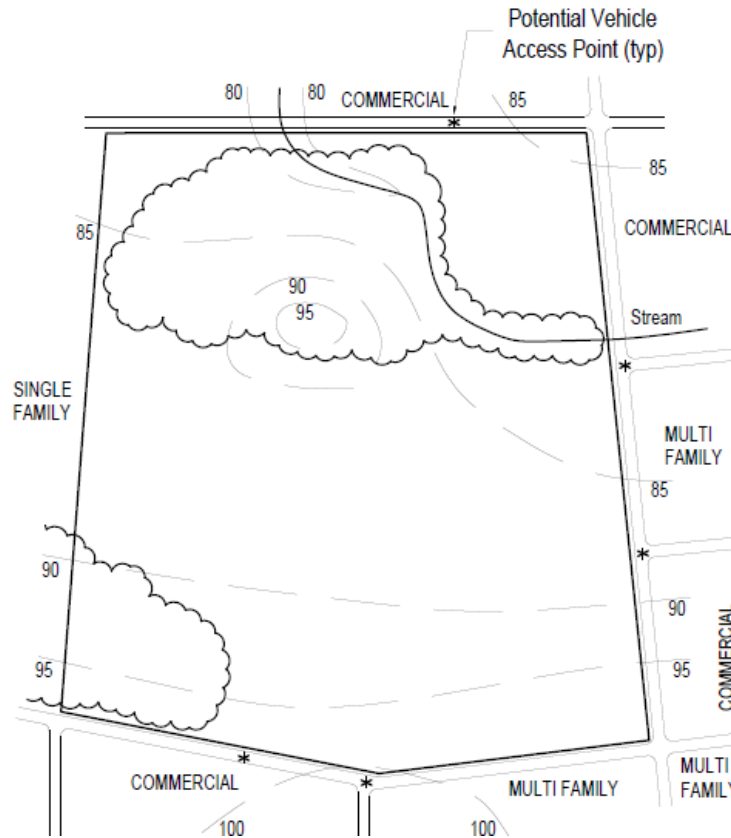 Potential Vehicle
Access Point (typ)
80
80
COMMERCIAL
85
*
85
COMMERCIAL
85
90
95
Stream
*
SINGLE
FAMILY
MULTI
FAMILY
85
*
90
90
COMMERCIAL
95
95
*
COMMERCIAL
*
MULTI FAMILY
MULTI
FAMILY
100
100